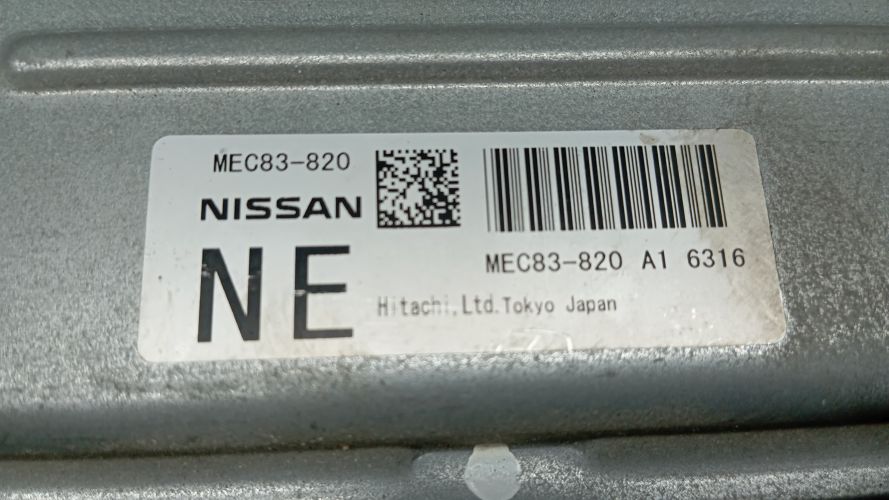 MEC83-820
NISSAN
NE
MEC83-820 A1 6316
Hitachi,Ltd.Tokyo Japan